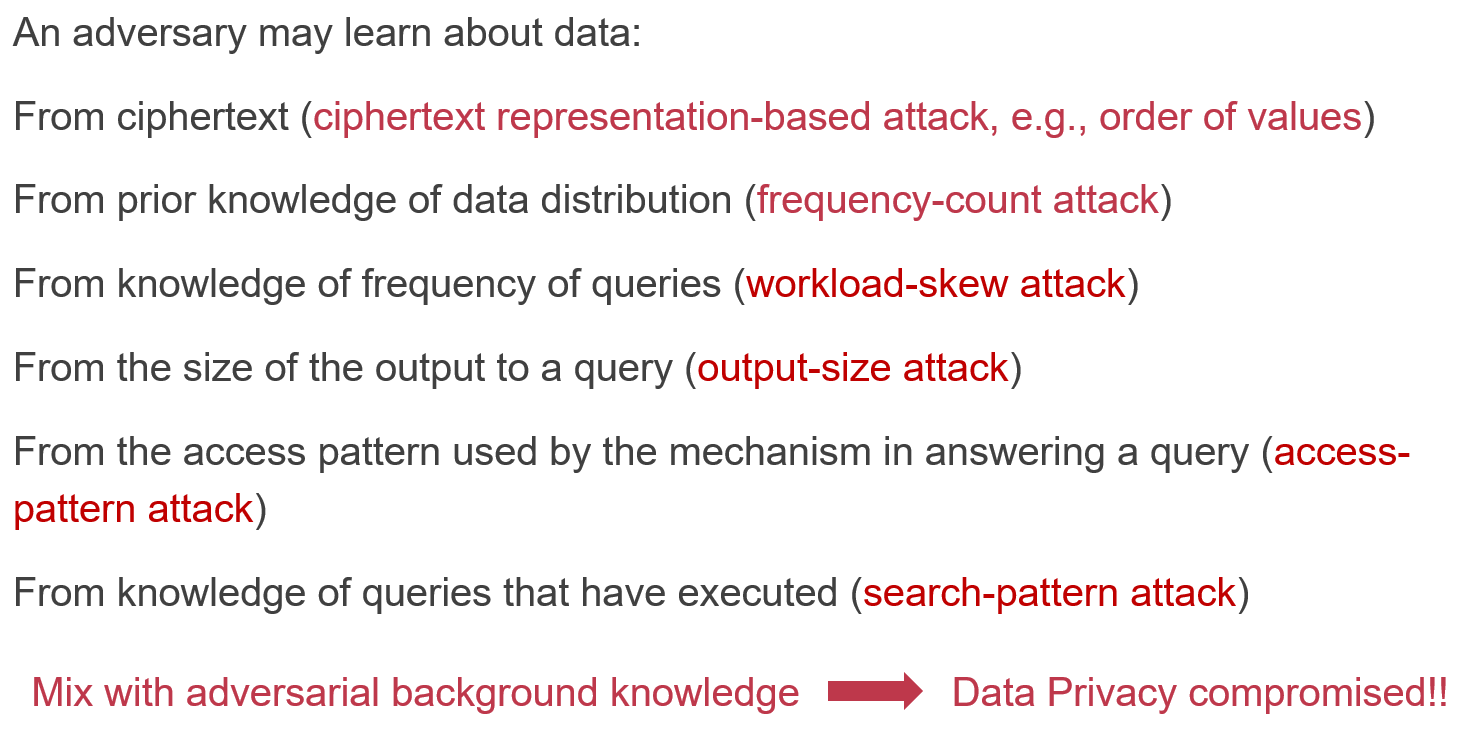 An adversary may learn about data:
From ciphertext (ciphertext representation-based attack, e.g., order of values)
From prior knowledge of data distribution (frequency-count attack)
From knowledge of frequency of queries (workload-skew attack)
From the size of the output to a query (output-size attack)
From the access pattern used by the mechanism in answering a query (access-
pattern attack)
From knowledge of queries that have executed (search-pattern attack)
Mix with adversarial background knowledge Data Privacy compromised!!